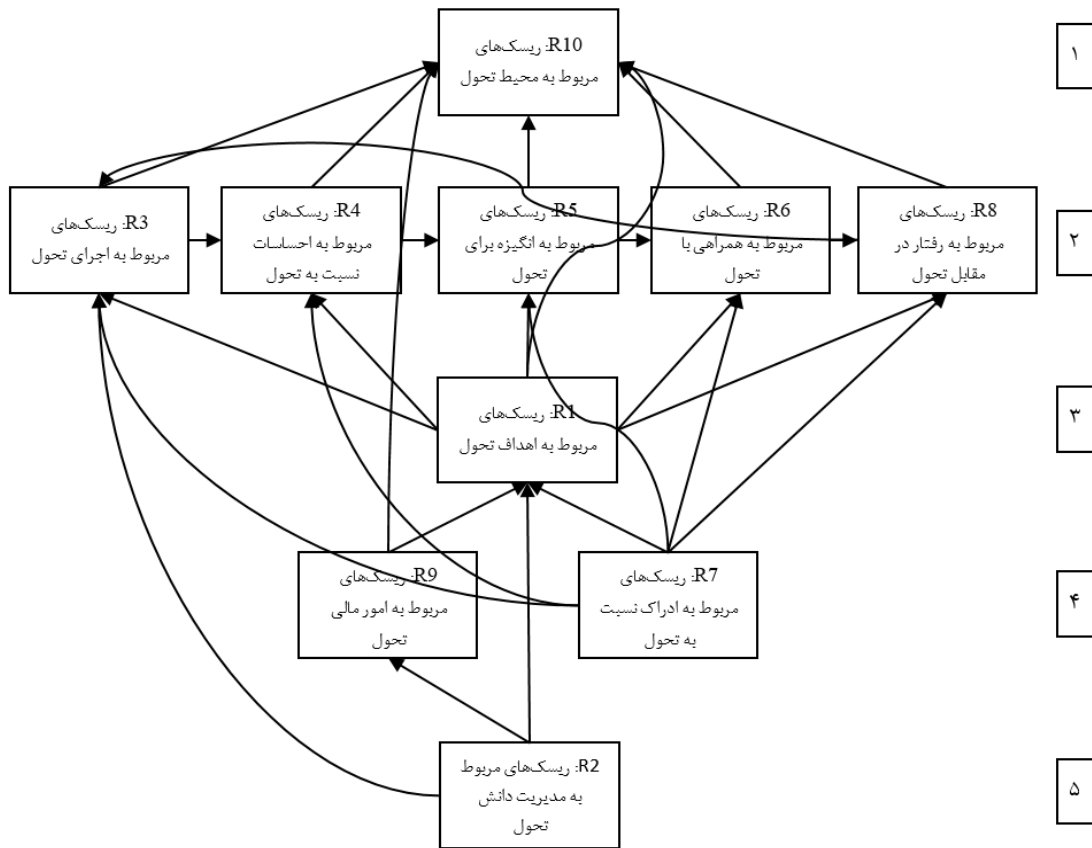 R10: ریسک‌های
مربوط به محیط تحول
۱
R3: ریسک‌های
مربوط به اجرای تحول
R4: ریسک‌های
مربوط به احساسات
نسبت به تحول
R5: ریسک‌های
مربوط به انگیزه برای
تحول
R6: ریسک‌های
مربوط به همراهی با
تحول
R8: ریسک‌های
مربوط به رفتار در
مقابل تحول
۲
R1: ریسک‌های
مربوط به اهداف تحول
۳
R9: ریسک‌های
مربوط به امور مالی
تحول
R7: ریسک‌های
مربوط به ادراک نسبت
به تحول
۴
R2: ریسک‌های مربوط
به مدیریت دانش
تحول
۵